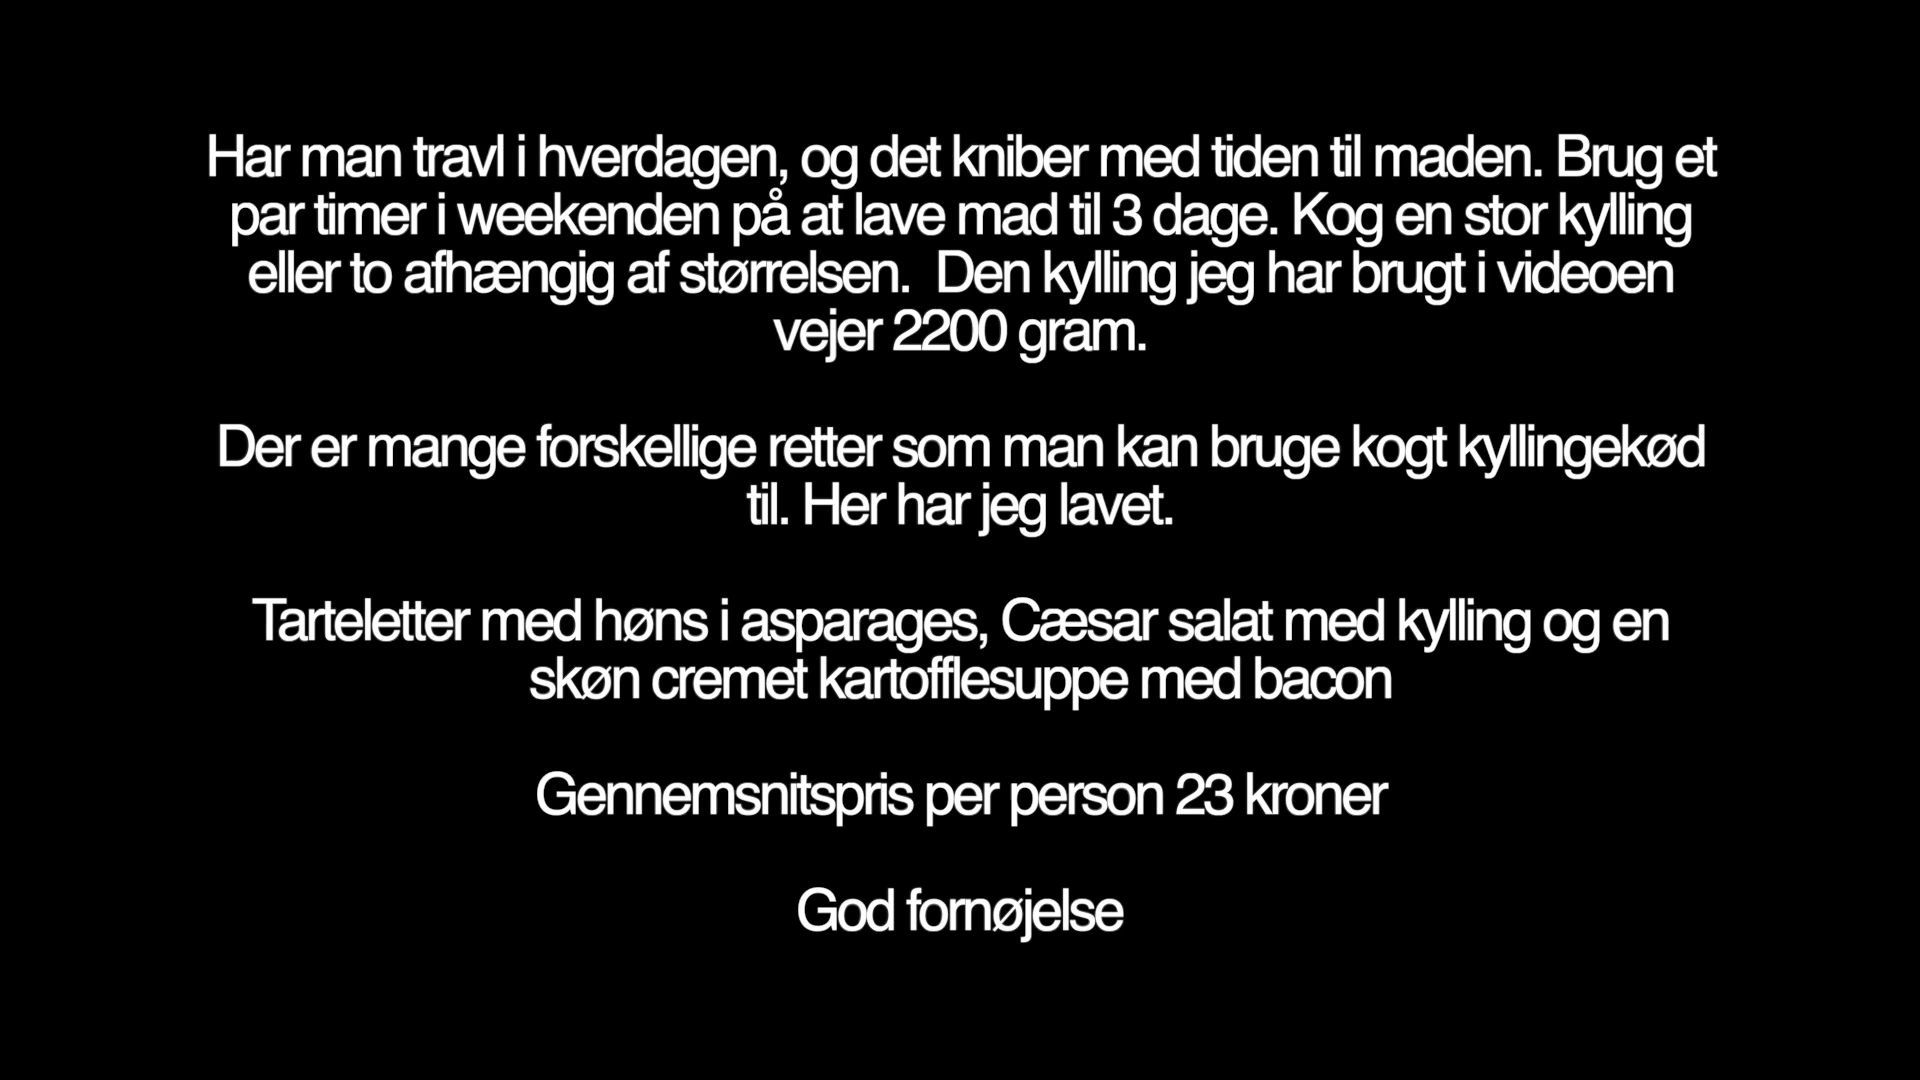 Har man travl i hverdagen, og det kniber med tiden til maden. Brug et
par timer i weekenden på at lave mad til 3 dage. Kog en stor kylling
eller to afhængig af størrelsen.  Den kylling jeg har brugt i videoen
vejer 2200 gram.
Der er mange forskellige retter som man kan bruge kogt kyllingekød
til. Her har jeg lavet.
Tarteletter med høns i asparages, Cæsar salat med kylling og en
skøn cremet kartofflesuppe med bacon
Gennemsnitspris per person 23 kroner
God fornøjelse